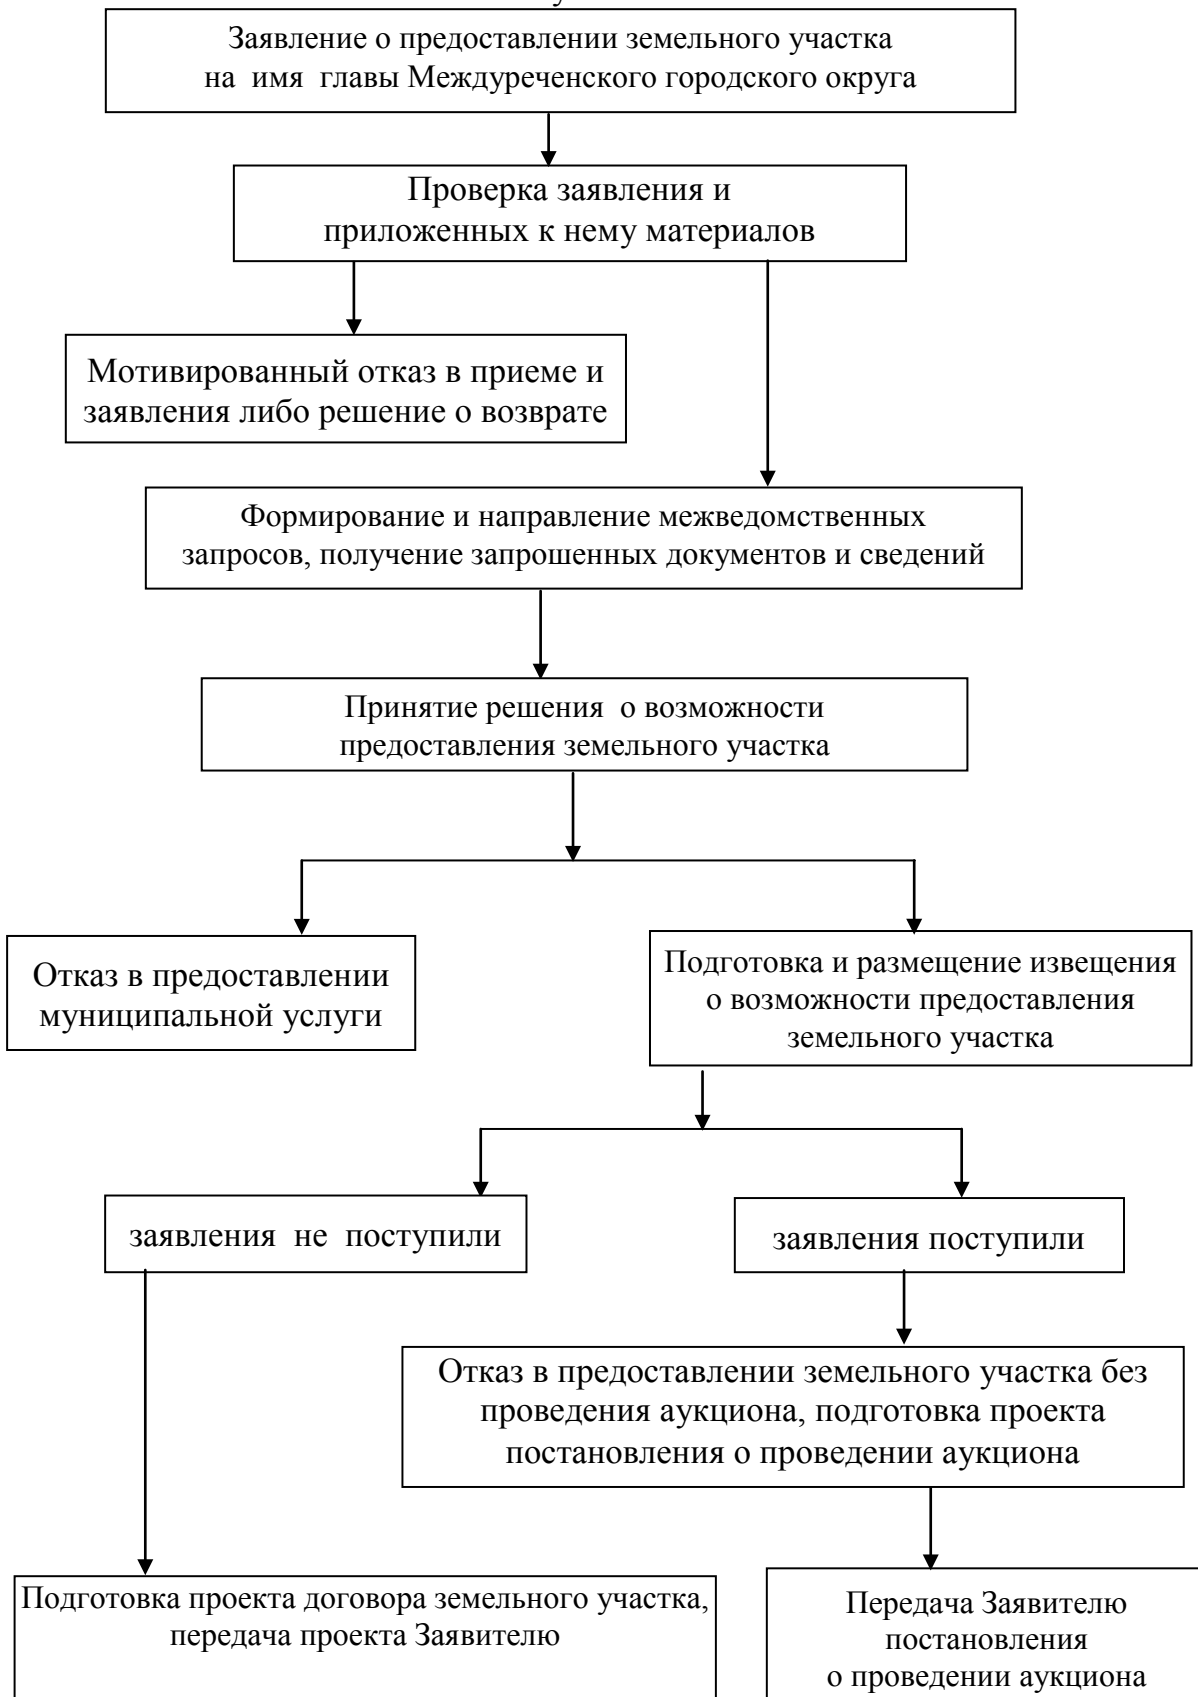 Заявление о предоставлении земельного участка
на имя главы Междуреченского городского округа
Проверка заявления и
приложенных к нему материалов
Мотивированный отказ в приеме и
заявления либо решение о возврате
Формирование и направление межведомственных
запросов, получение запрошенных документов и сведений
Принятие решения о возможности
предоставления земельного участка
Отказ в предоставлении
муниципальной услуги
Подготовка и размещение извещения
о возможности предоставления
земельного участка
заявления не поступили
заявления поступили
Отказ в предоставлении земельного участка без
проведения аукциона, подготовка проекта
постановления о проведении аукциона
Подготовка проекта договора земельного участка,
передача проекта Заявителю
Передача Заявителю
постановления
о проведении аукциона